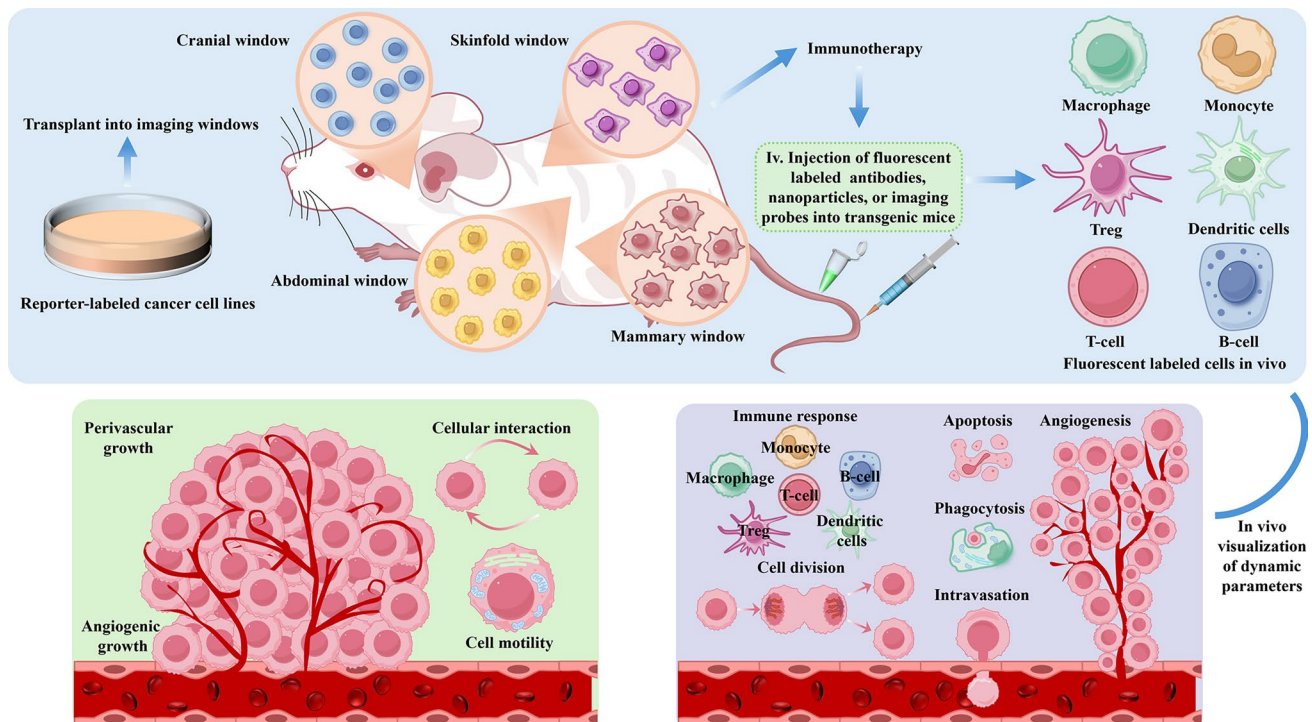 Cranial window
Skinfold window
Immunotherapy
Macrophage
Monocyte
Transplant into imaging windows
Iv. Injection of fluorescent
labeled antibodies,
nanoparticles, or imaging
probes into transgenic mice
Treg
Dendritic cells
Reporter-labeled cancer cell lines
Abdominal window
Mammary window
T-cell
B-cell
Fluorescent labeled cells in vivo
Perivascular
growth
Cellular interaction
Angiogenic
growth
Cell motility
Immune response
Monocyte
Macrophage
B-cell
T-cell
Treg
Dendritic
cells
Cell division
Apoptosis
Phagocytosis
Intravasation
Angiogenesis
In vivo
visualization
of dynamic
parameters